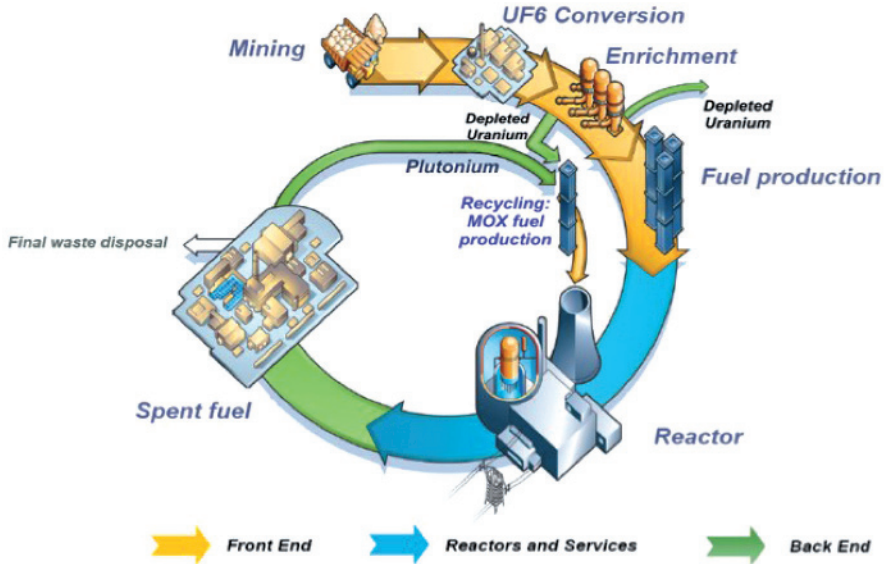 UF6 Conversion
Mining
Enrichment
Depleted
Uranium
Depleted
Uranium
Plutonium
Fuel production
Recycling:
MOX fuel
production
Final waste disposal
Spent fuel
Reactor
Front End
Reactors and Services
Back End